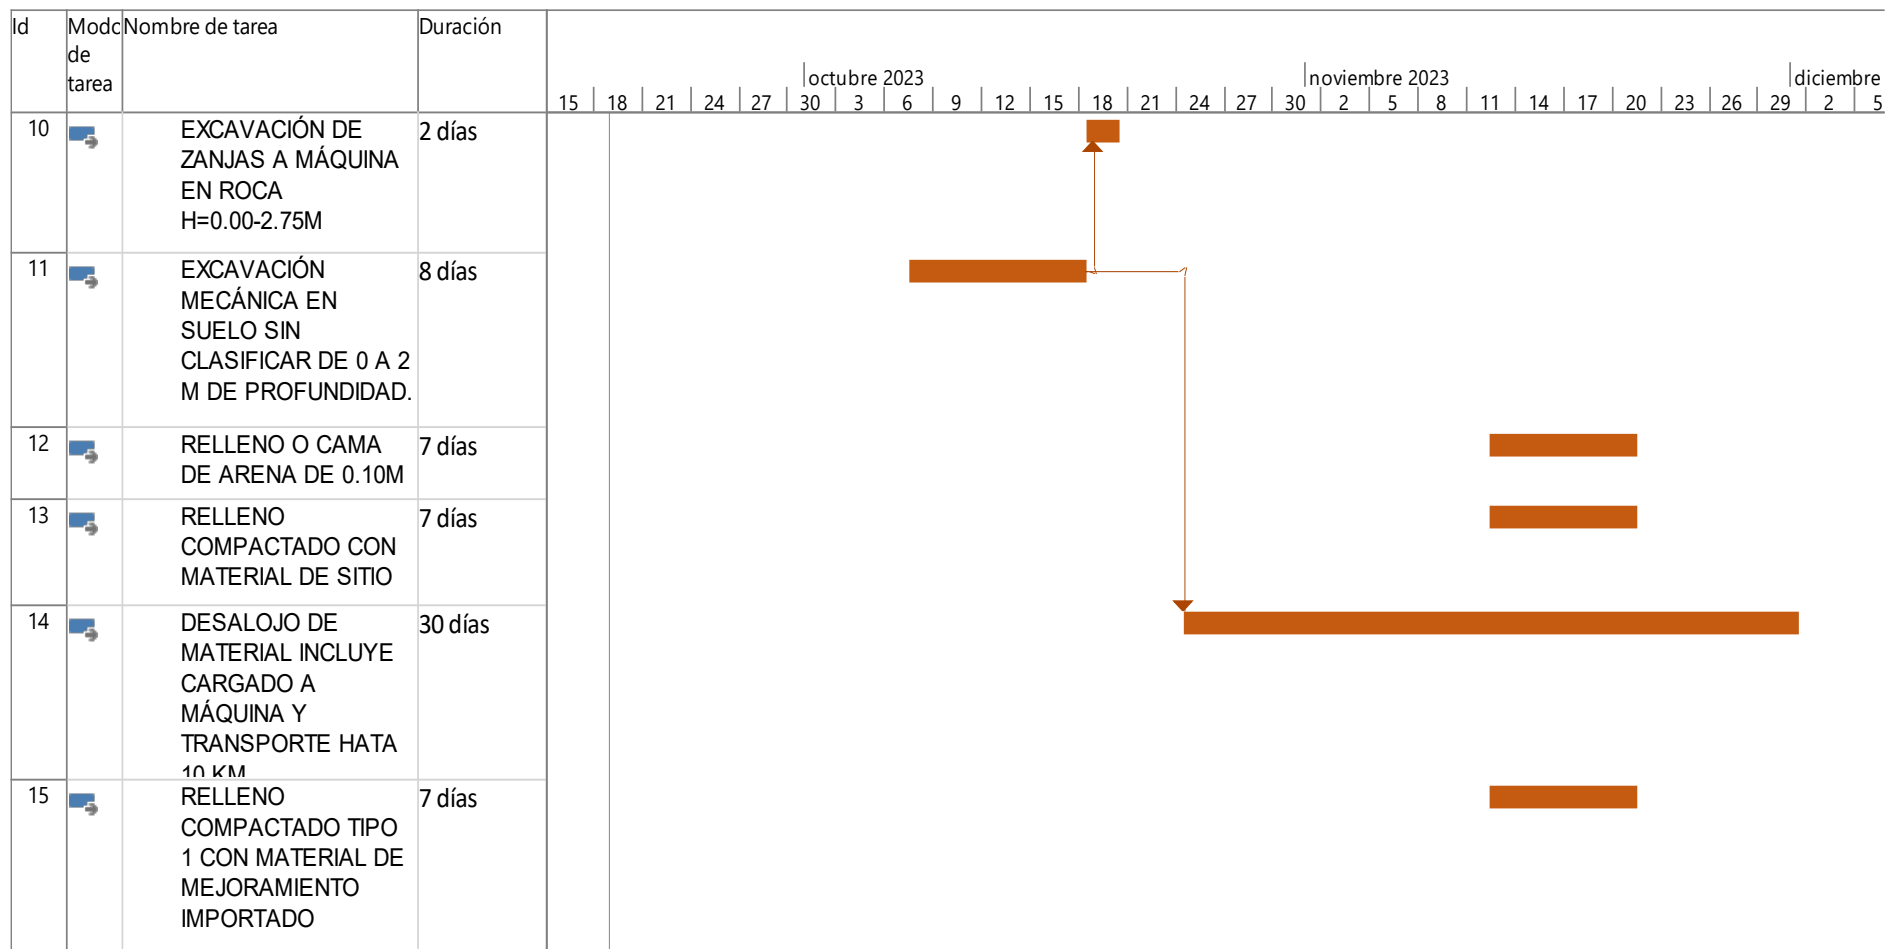 Id Modo Nombre de tarea Duración
de
tarea
octubre 2023 noviembre 2023 diciembre
15 18 21 24 27 30 3 6 9 12 15 18 21 24 27 30 2 5 8 11 14 17 20 23 26 29 2 5
10 EXCAVACIÓN DE 2 días
ZANJAS A MÁQUINA
EN ROCA
H=0.00-2.75M
11 EXCAVACIÓN 8 días
MECÁNICA EN
SUELO SIN
CLASIFICAR DE 0 A 2
M DE PROFUNDIDAD.
12 RELLENO O CAMA 7 días
DE ARENA DE 0.10M
13 RELLENO 7 días
COMPACTADO CON
MATERIAL DE SITIO
14 DESALOJO DE 30 días
MATERIAL INCLUYE
CARGADO A
MÁQUINA Y
TRANSPORTE HATA
10 KM
15 RELLENO 7 días
COMPACTADO TIPO
1 CON MATERIAL DE
MEJORAMIENTO
IMPORTADO